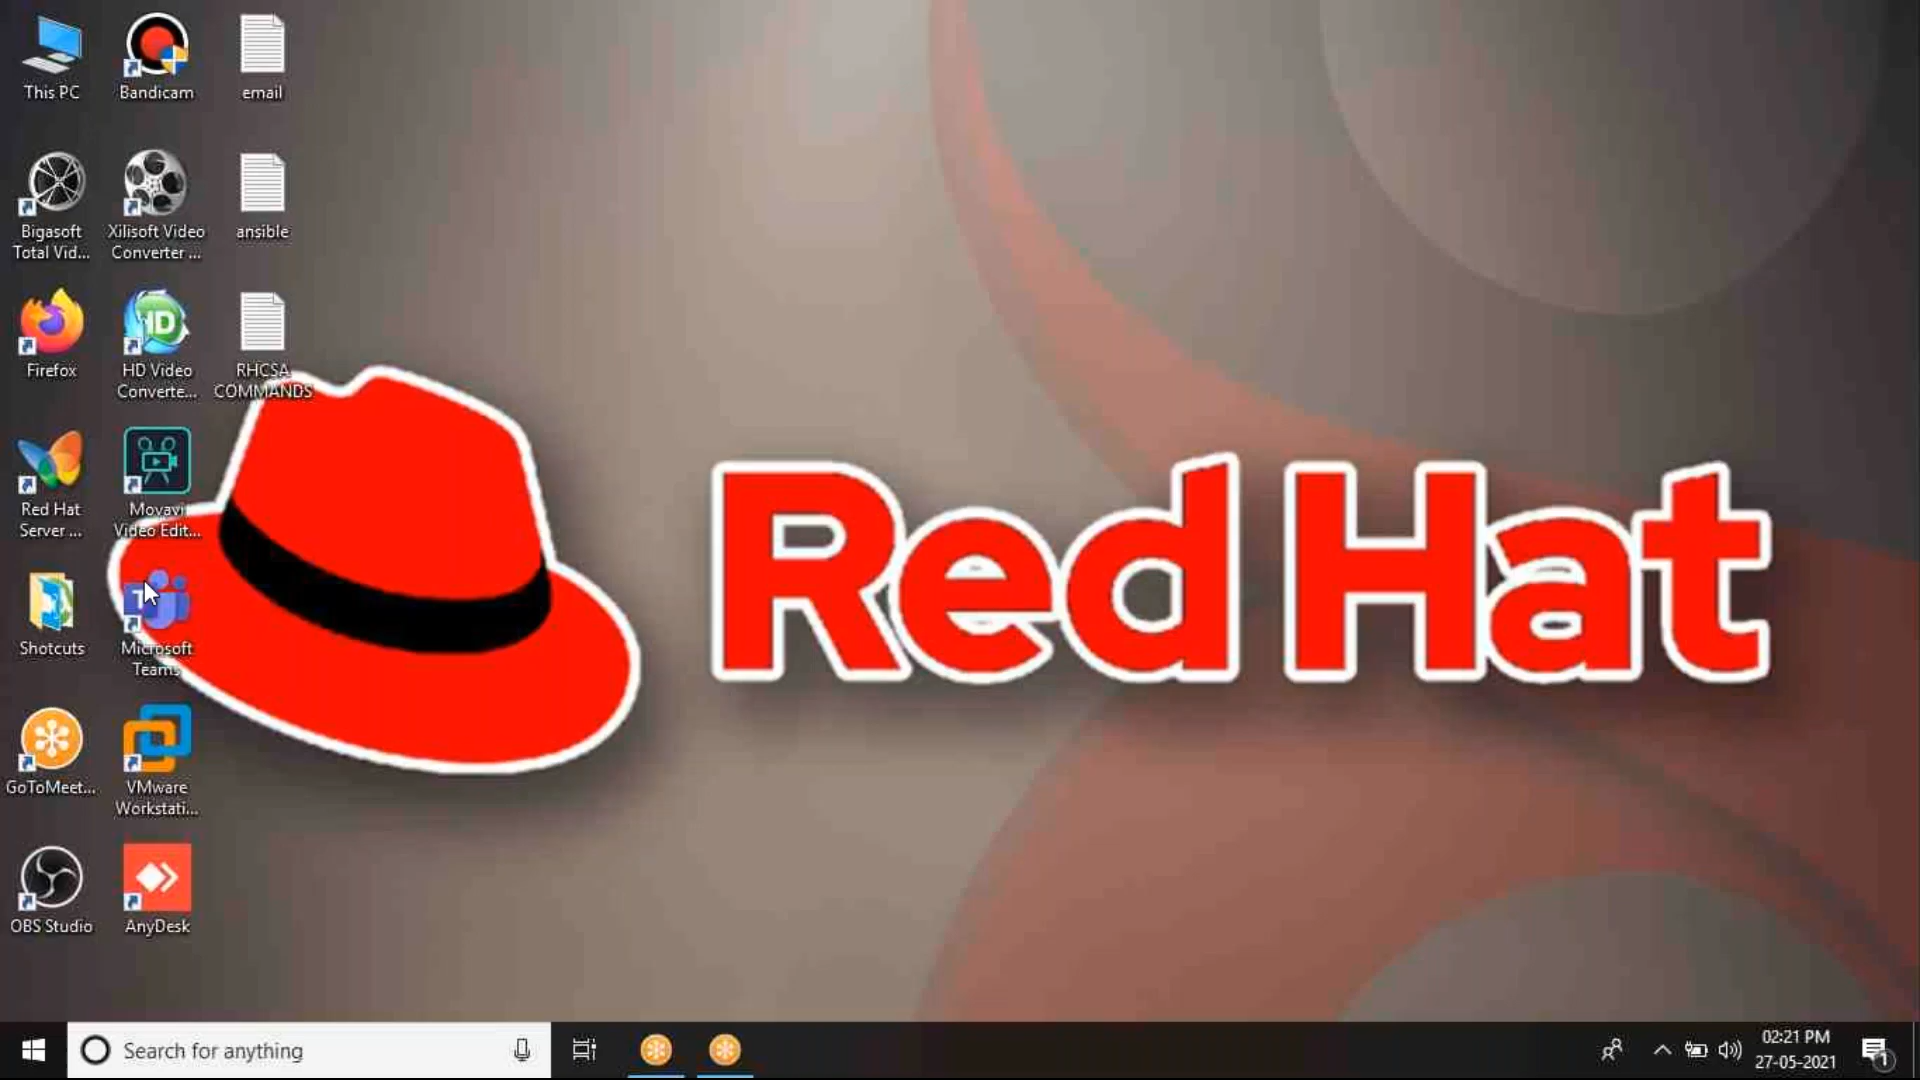 This PC
Bandicam
email
Bigasoft
Total Vid...
Xilisoft Video
Converter ...
ansible
Firefox
HD Video
Converte...
RHCSA
COMMANDS
Red Hat
Server ...
Movavi
Video Edit...
Shotcuts
Microsoft
Teams
GoToMeet...
VMware
Workstati...
OBS Studio
AnyDesk
Red Hat
Search for anything
02:21 PM
27-05-2021
1